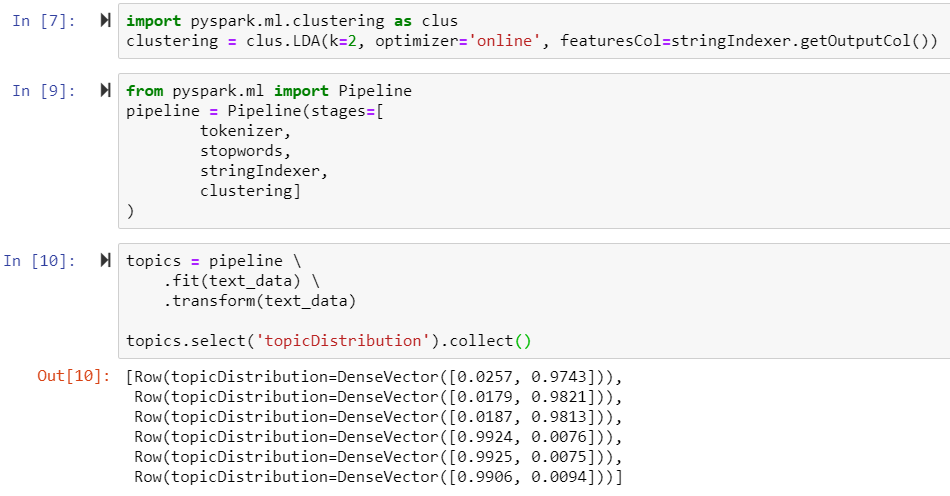 In [7]: import pyspark.ml.clustering as clus
clustering = clus.LDA(k=2, optimizer='online', featuresCol=stringIndexer.getOutputCol())
In [9]: from pyspark.ml import Pipeline
pipeline = Pipeline(stages=[
tokenizer,
stopwords,
stringIndexer,
clustering]
)
In [10]: topics = pipeline \
.fit(text_data) \
.transform(text_data)
topics.select('topicDistribution').collect()
Out[10]: [Row(topicDistribution=DenseVector([0.0257, 0.9743])),
Row(topicDistribution=DenseVector([0.0179, 0.9821])),
Row(topicDistribution=DenseVector([0.0187, 0.9813])),
Row(topicDistribution=DenseVector([0.9924, 0.0076])),
Row(topicDistribution=DenseVector([0.9925, 0.0075])),
Row(topicDistribution=DenseVector([0.9906, 0.0094]))]